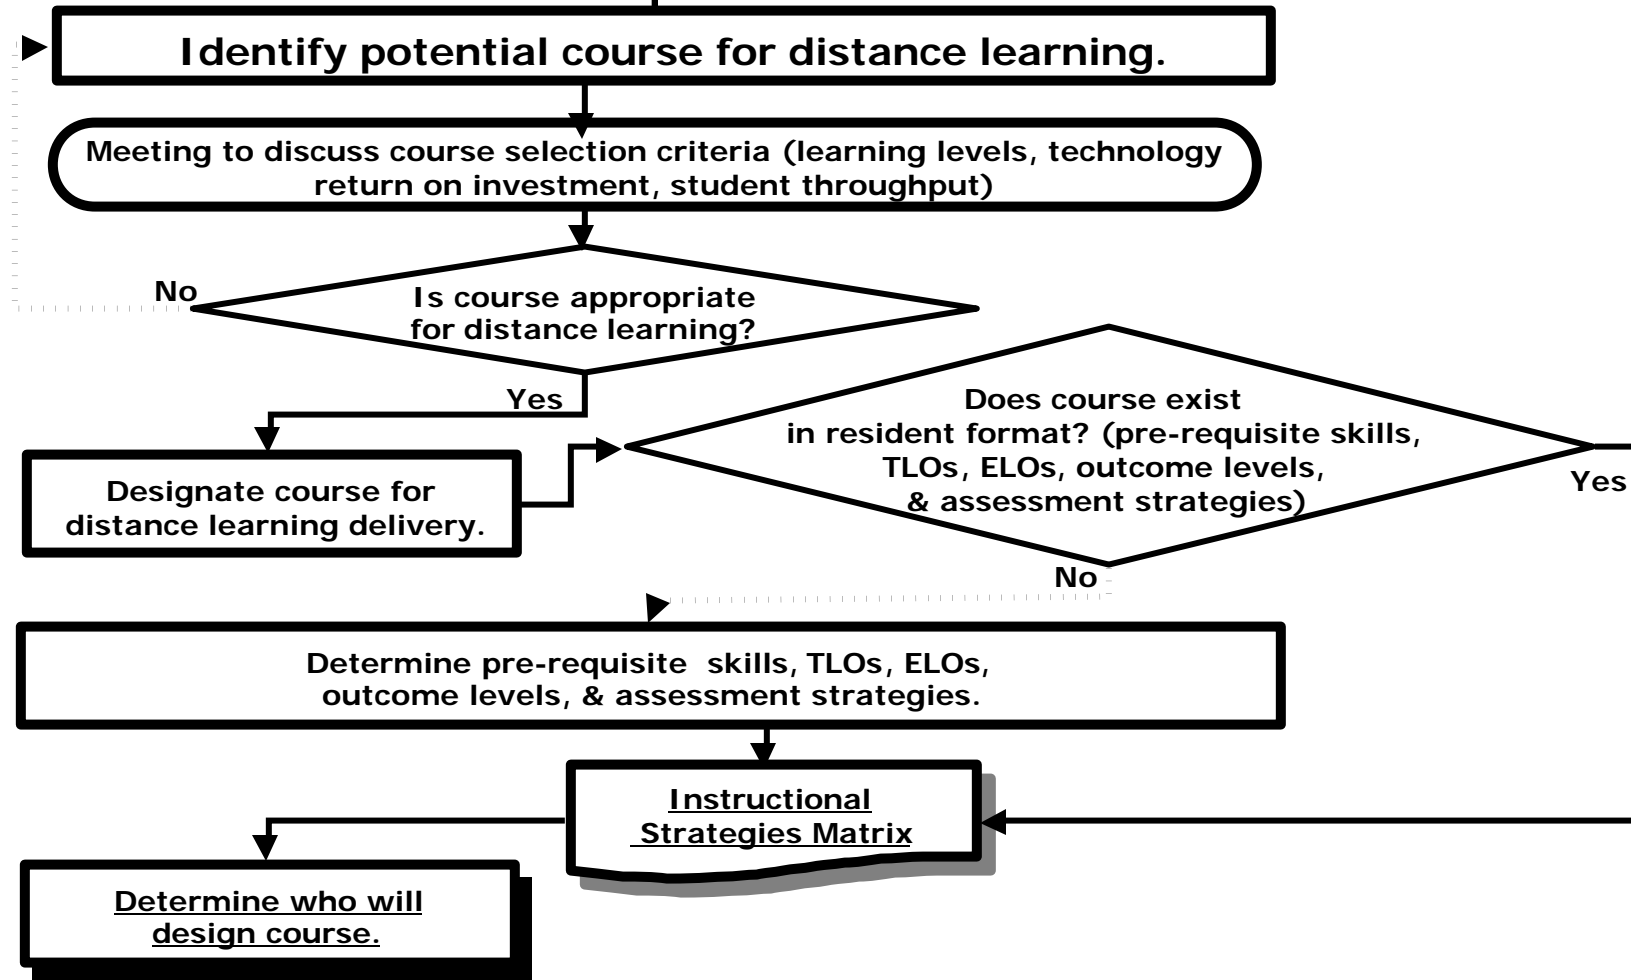 Identify potential course for distance learning.
Meeting to discuss course selection criteria (learning levels, technology
return on investment, student throughput)
No
Is course appropriate
for distance learning?
Yes
Does course exist
in resident format? (pre-requisite skills,
TLOs, ELOs, outcome levels,
& assessment strategies)
Yes
Designate course for
distance learning delivery.
No
Determine pre-requisite skills, TLOs, ELOs,
outcome levels, & assessment strategies.
Instructional
Strategies Matrix
Determine who will
design course.